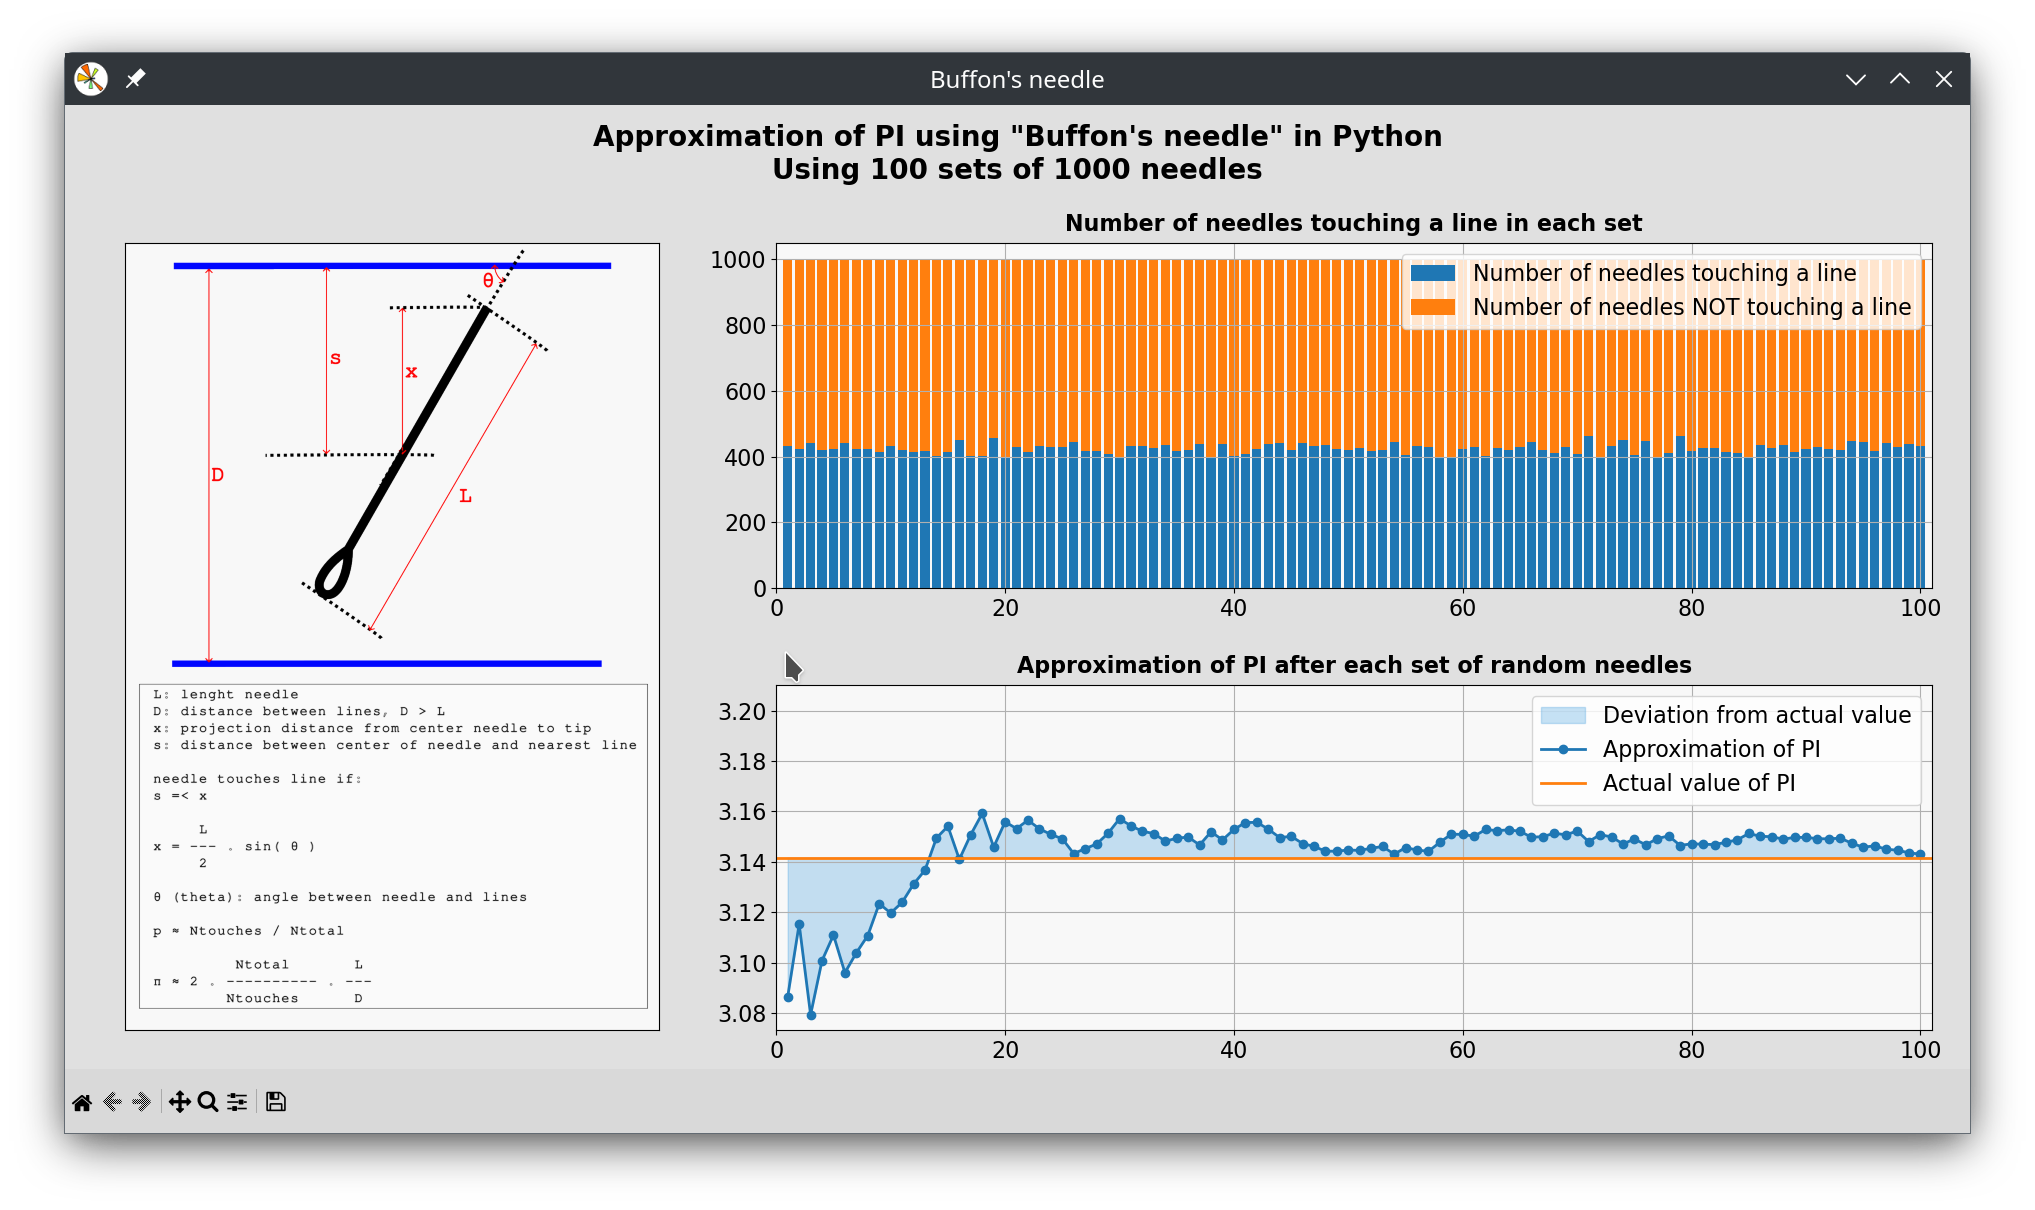 Buffon's needle
Approximation of PI using "Buffon's needle" in Python
Using 100 sets of 1000 needles
θ
s
x
D
L
L: lenght needle
D: distance between lines, D > L
x: projection distance from center needle to tip
s: distance between center of needle and nearest line
needle touches line if:
s =< x
L
x = --- . sin( θ )
2
θ (theta): angle between needle and lines
p ≈ Ntouches / Ntotal
Ntotal L
π ≈ 2 . ---------- . ---
Ntouches D
Number of needles touching a line in each set
1000
800
600
400
200
0
0 20 40 60 80 100
Number of needles touching a line
Number of needles NOT touching a line
Approximation of PI after each set of random needles
3.20
3.18
3.16
3.14
3.12
3.10
3.08
0 20 40 60 80 100
Deviation from actual value
Approximation of PI
Actual value of PI